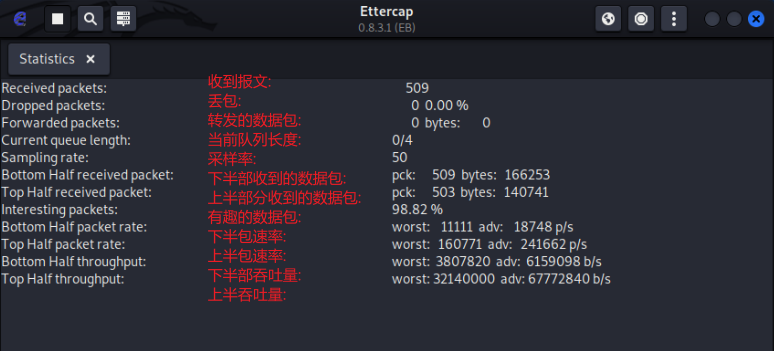 Ettercap
0.8.3.1 (EB)
Statistics
Received packets: 收到报文: 509
Dropped packets: 丢包: 0 0.00 %
Forwarded packets: 转发的数据包: 0 bytes: 0
Current queue length: 当前队列长度: 0/4
Sampling rate: 采样率: 50
Bottom Half received packet: 下半部收到的数据包: pck: 509 bytes: 166253
Top Half received packet: 上半部分收到的数据包: pck: 503 bytes: 140741
Interesting packets: 有趣的数据包: 98.82 %
Bottom Half packet rate: 下半包速率: worst: 11111 adv: 18748 p/s
Top Half packet rate: 上半包速率: worst: 160771 adv: 241662 p/s
Bottom Half throughput: 下半部吞吐量: worst: 3807820 adv: 6159098 b/s
Top Half throughput: 上半吞吐量: worst: 32140000 adv: 67772840 b/s